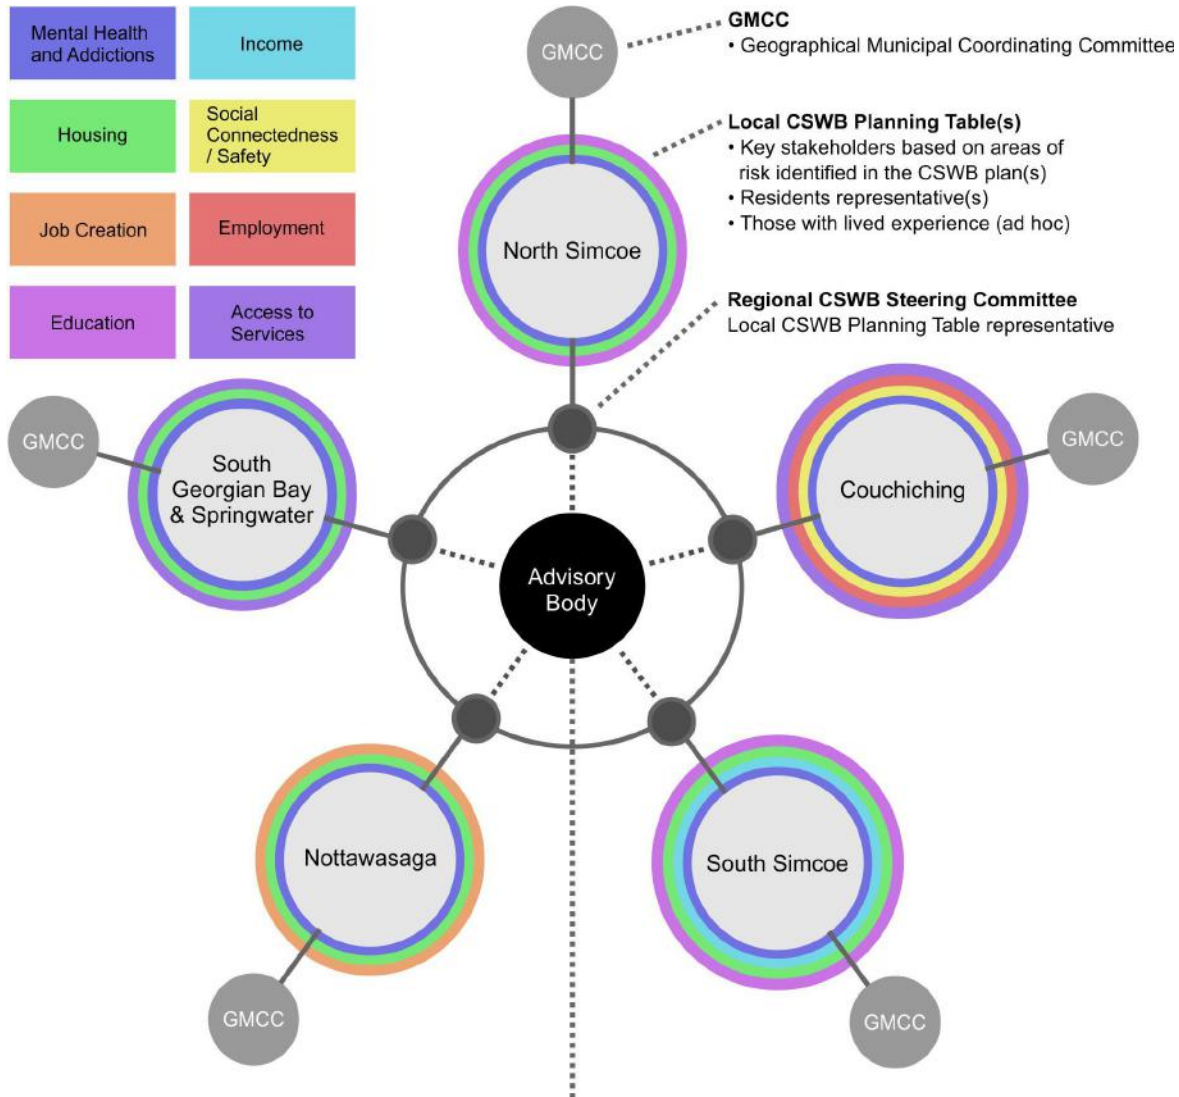 Mental Health
and Addictions
Income
Housing
Social
Connectedness
/ Safety
Job Creation
Employment
Education
Access to
Services
GMCC
GMCC
• Geographical Municipal Coordinating Committee
Local CSWB Planning Table(s)
• Key stakeholders based on areas of
risk identified in the CSWB plan(s)
• Residents representative(s)
• Those with lived experience (ad hoc)
North Simcoe
Regional CSWB Steering Committee
Local CSWB Planning Table representative
GMCC
South
Georgian Bay
& Springwater
Couchiching
GMCC
Advisory
Body
Nottawasaga
South Simcoe
GMCC
GMCC